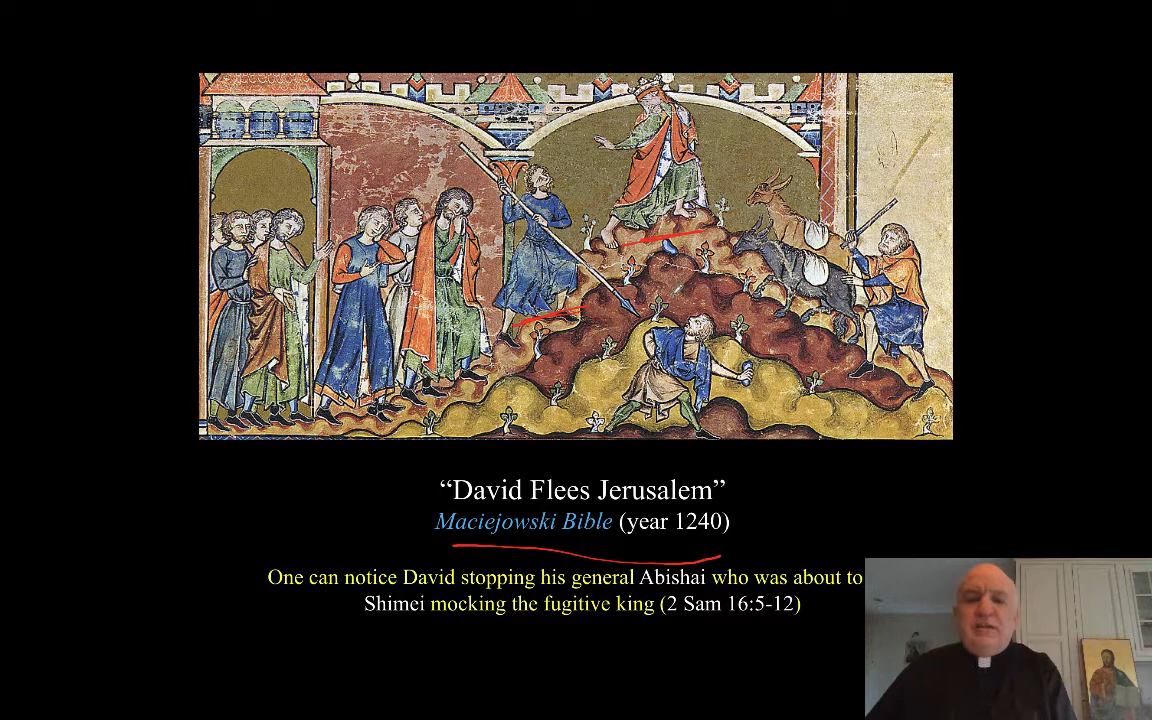 “David Flees Jerusalem”
Maciejowski Bible (year 1240)
One can notice David stopping his general Abishai who was about to
Shimei mocking the fugitive king (2 Sam 16:5-12)